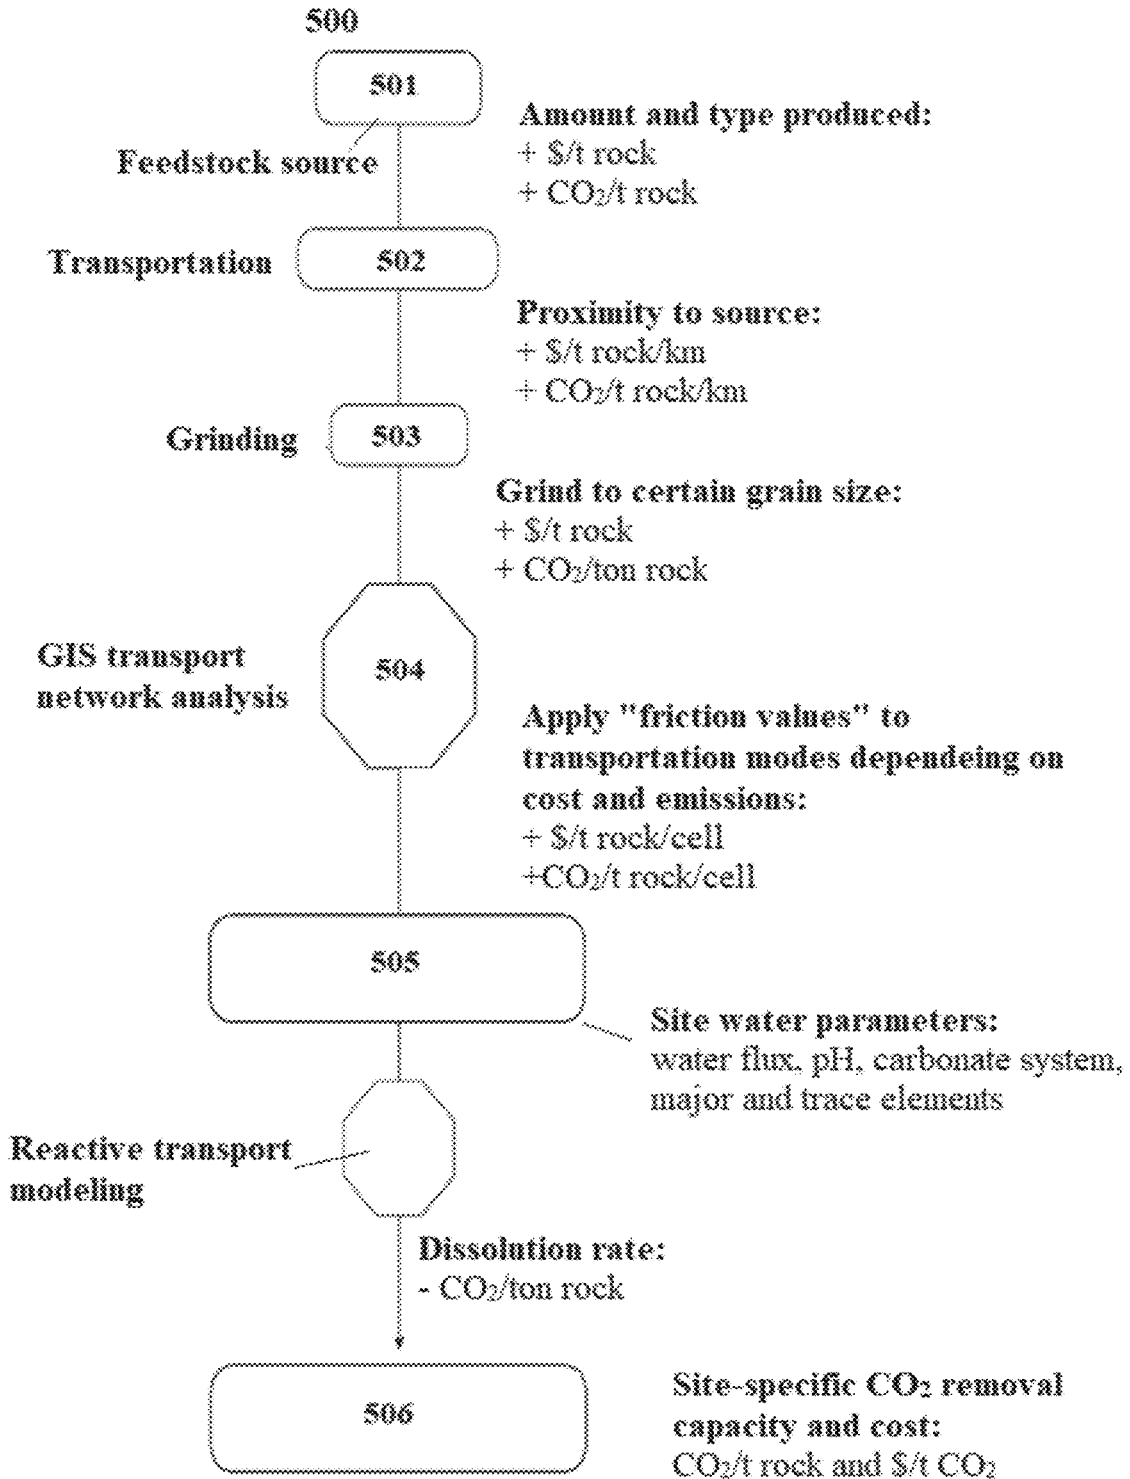 500
501
Feedstock source
Amount and type produced:
+ $/t rock
+ CO₂/t rock
Transportation
502
Proximity to source:
+ $/t rock/km
+ CO₂/t rock/km
Grinding
503
Grind to certain grain size:
+ $/t rock
+ CO₂/ton rock
GIS transport
network analysis
504
Apply "friction values" to
transportation modes dependeing on
cost and emissions:
+ $/t rock/cell
+CO₂/t rock/cell
505
Site water parameters:
water flux, pH, carbonate system,
major and trace elements
Reactive transport
modeling
Dissolution rate:
- CO₂/ton rock
506
Site-specific CO₂ removal
capacity and cost:
CO₂/t rock and $/t CO₂